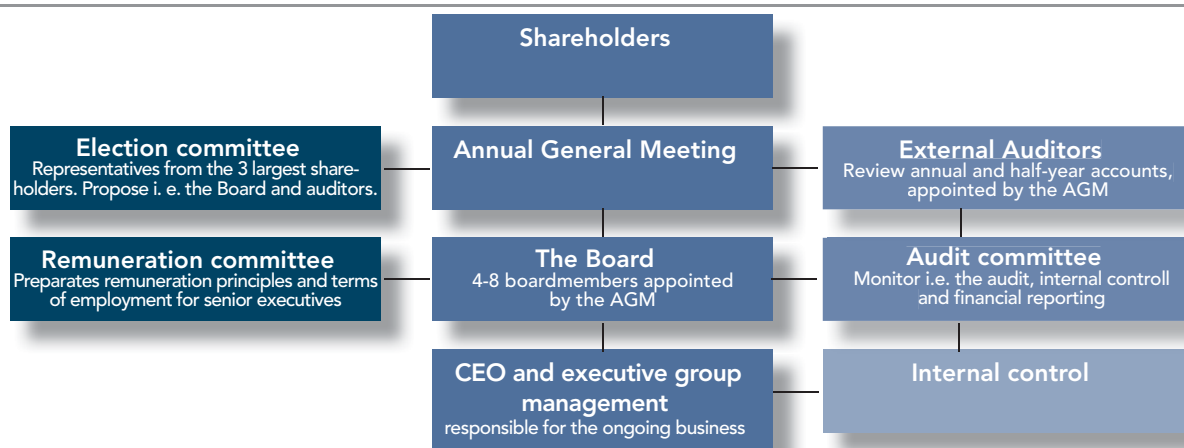 Shareholders
Election committee
Representatives from the 3 largest share-
holders. Propose i. e. the Board and auditors.
Annual General Meeting
External Auditors
Review annual and half-year accounts,
appointed by the AGM
Remuneration committee
Preparates remuneration principles and terms
of employment for senior executives
The Board
4-8 boardmembers appointed
by the AGM
Audit committee
Monitor i.e. the audit, internal controll
and financial reporting
CEO and executive group
management
responsible for the ongoing business
Internal control